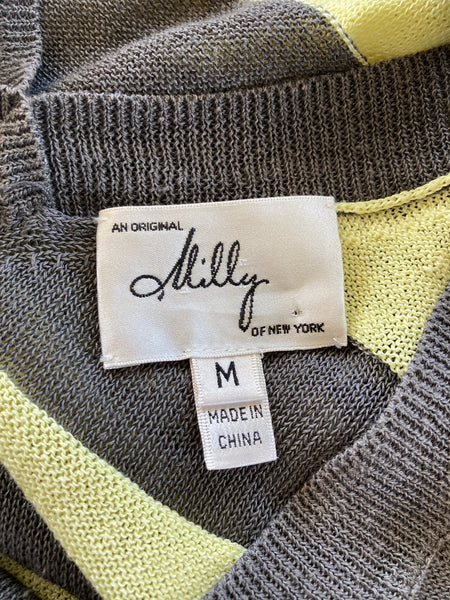 AN ORIGINAL
Milly
OF NEW YORK
M
MADE IN
CHINA